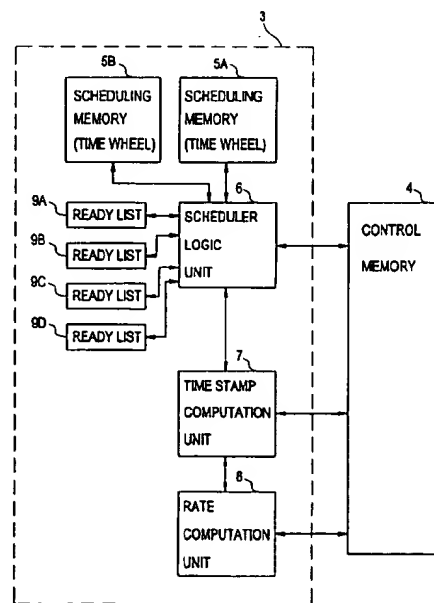 3
5B
5A
SCHEDULING
MEMORY
(TIME WHEEL)
SCHEDULING
MEMORY
(TIME WHEEL)
9A
READY LIST
9B
READY LIST
9C
READY LIST
9D
READY LIST
6
SCHEDULER
LOGIC
UNIT
4
CONTROL
MEMORY
7
TIME STAMP
COMPUTATION
UNIT
8
RATE
COMPUTATION
UNIT